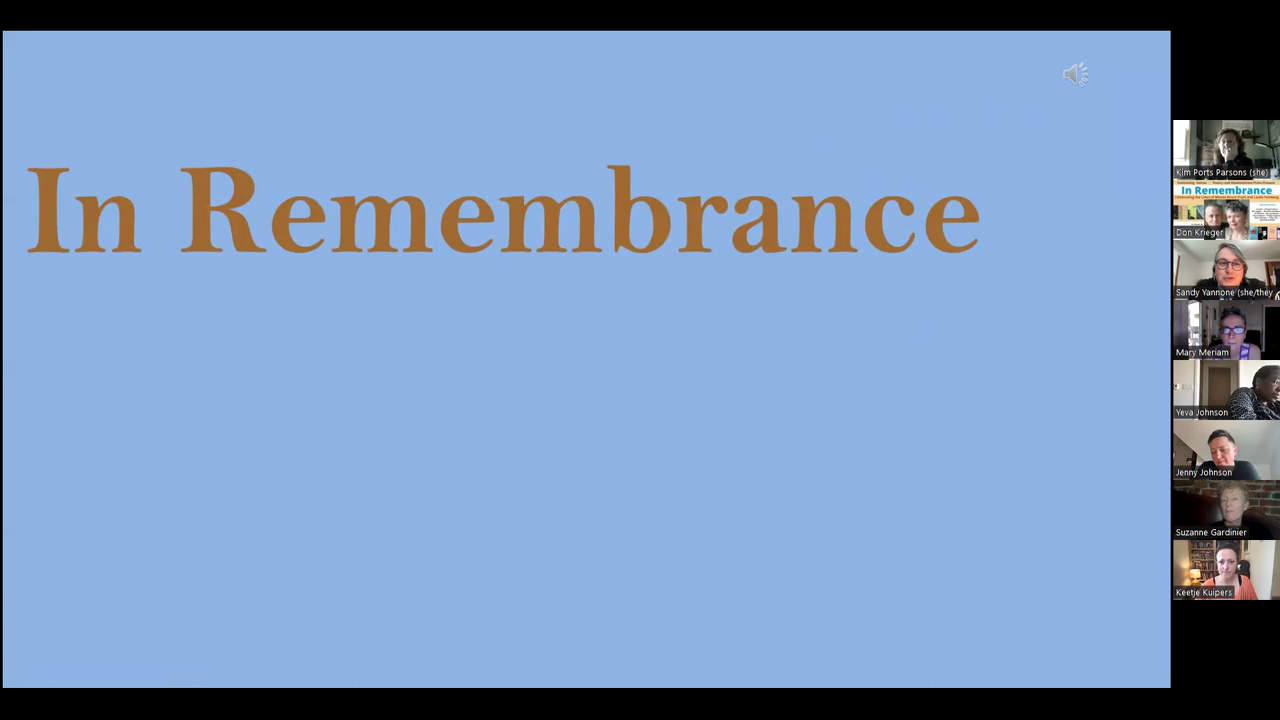 In Remembrance
Kim Ports Parsons (she)
In Remembrance
Don Krieger
Sandy Yannone (she/they
Mary Meriam
Yeva Johnson
Jenny Johnson
Suzanne Gardinier
Keetje Kuipers